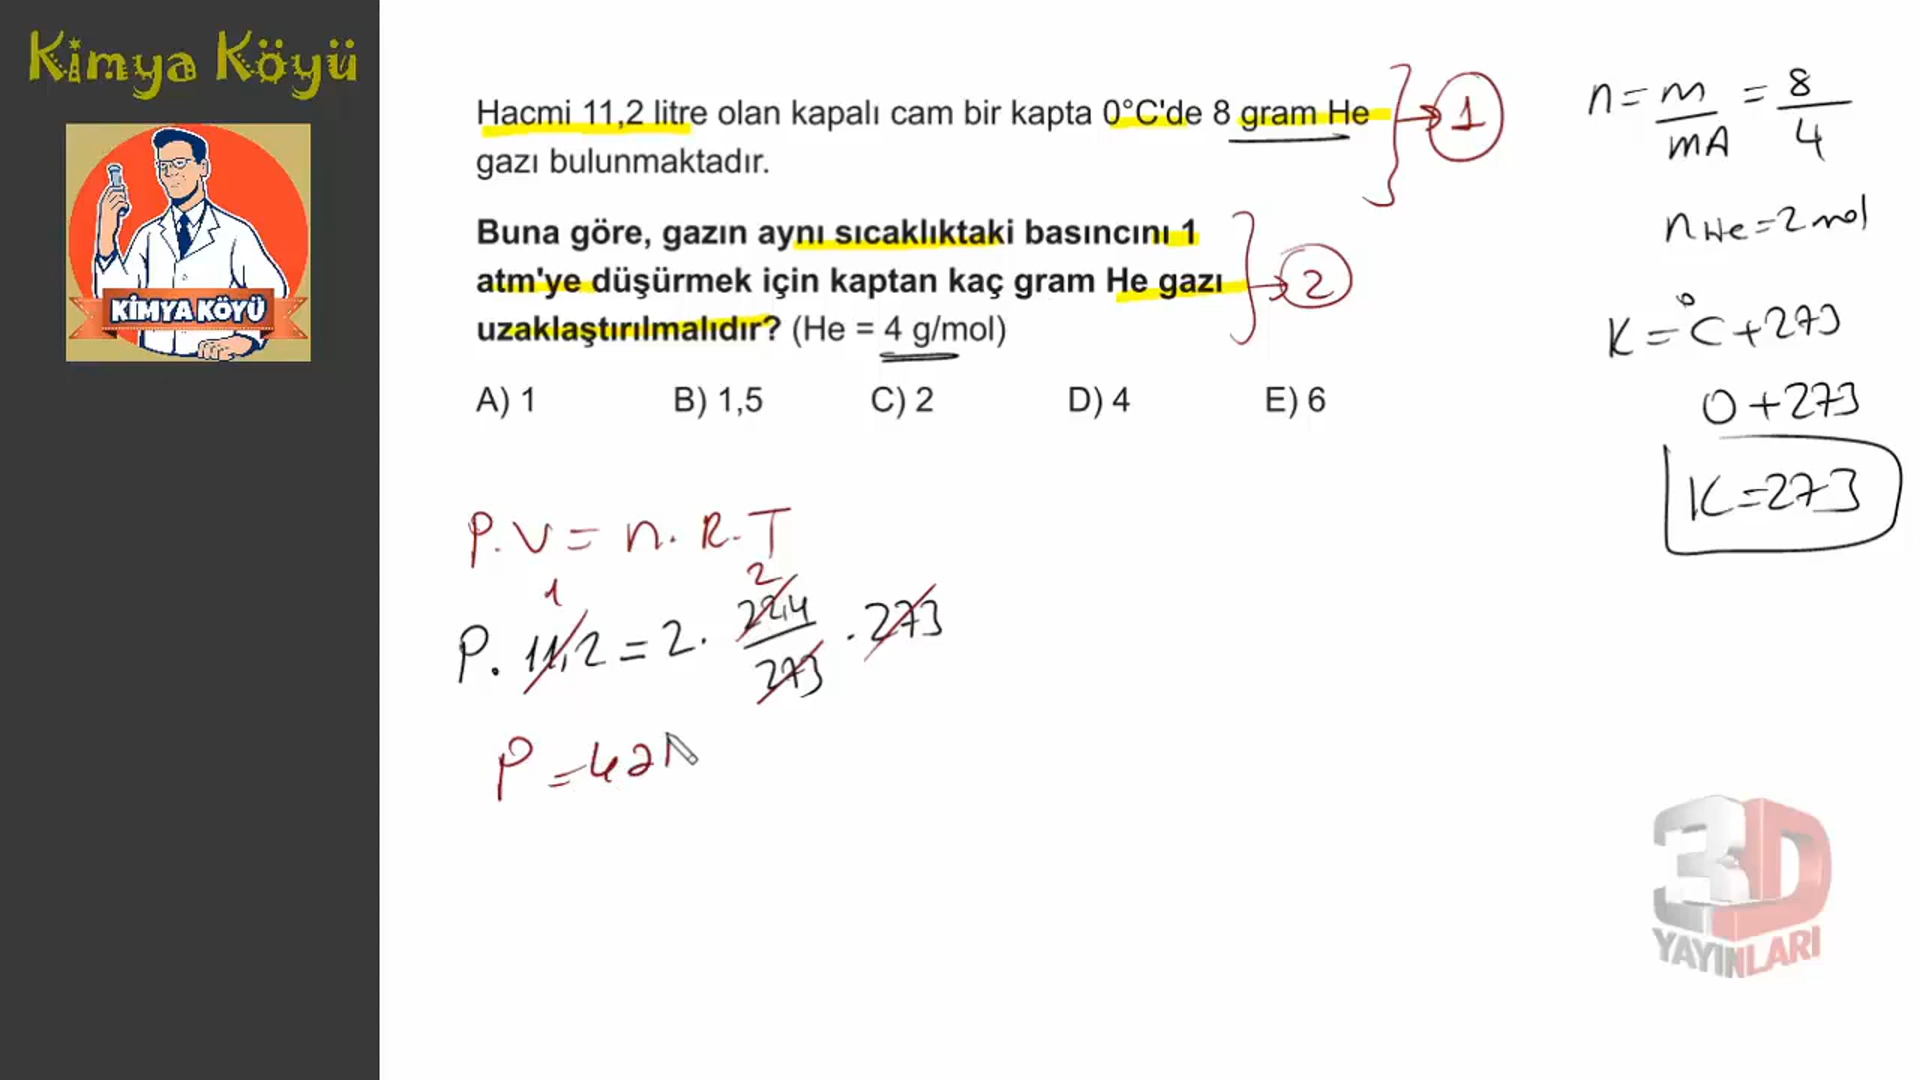 Kimya Köyü
KİMYA KÖYÜ
Hacmi 11,2 litre olan kapalı cam bir kapta 0°C'de 8 gram He
gazı bulunmaktadır.
1
Buna göre, gazın aynı sıcaklıktaki basıncını 1
atm'ye düşürmek için kaptan kaç gram He gazı
uzaklaştırılmalıdır? (He = 4 g/mol)
2
A) 1 B) 1,5 C) 2 D) 4 E) 6
n = m/mA = 8/4
nHe = 2 mol
K = °C + 273
0 + 273
K = 273
P.V = n.R.T
1 2
P. 11,2 = 2. 22,4/273 . 273
P = 4 a
3D
YAYINLARI